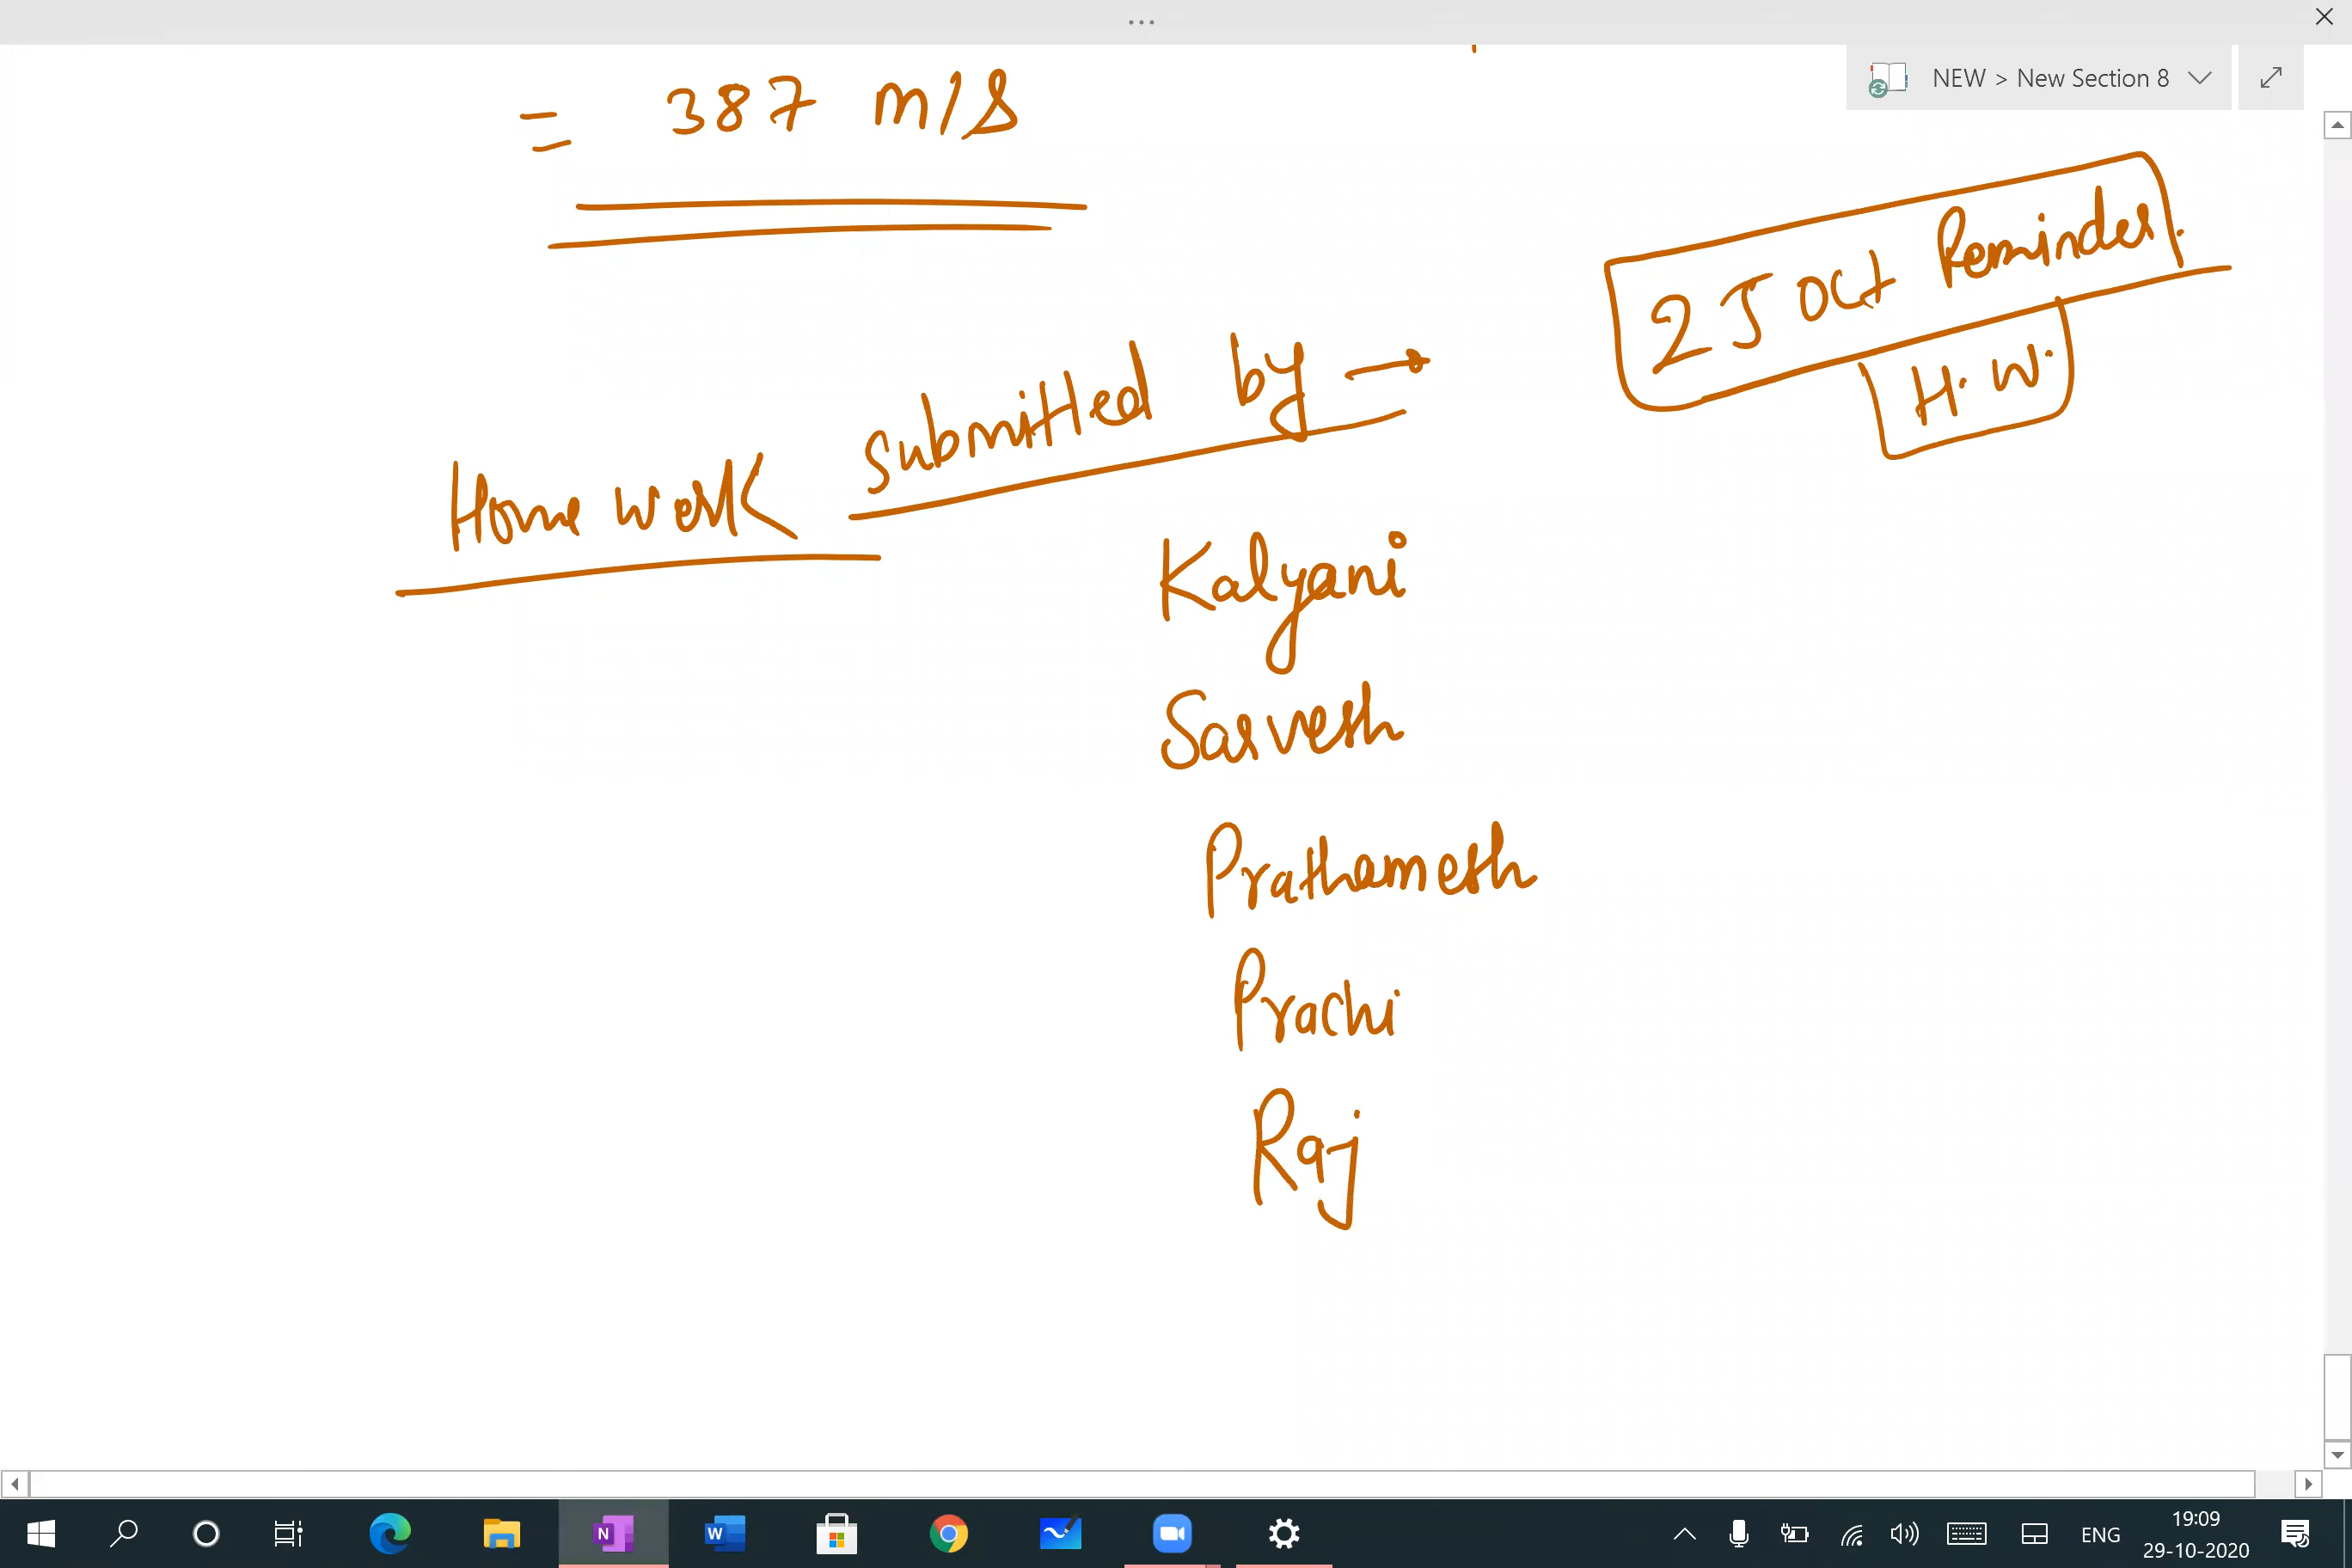 NEW > New Section 8
= 387 m/s
25 Oct Reminder.
H.W.
Home work submitted by →
Kalyani
Sarvesh
Prathamesh
Prachi
Raj
ENG
19:09
29-10-2020